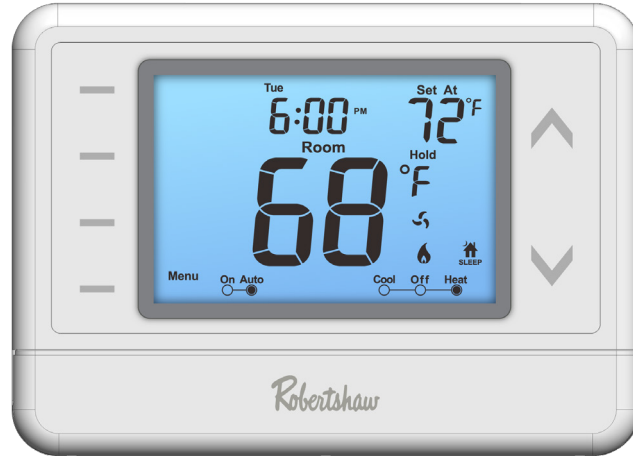 Tue
6:00 PM
Set At
72°F
Room
Hold
68 °F
SLEEP
Menu
On Auto
Cool Off Heat
Robertshaw